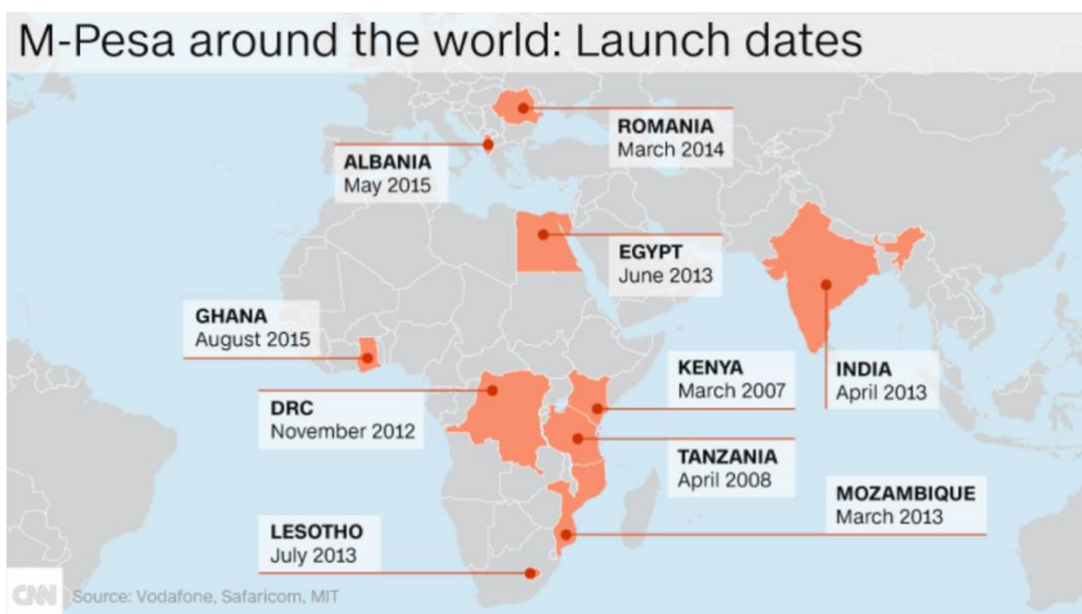 M-Pesa around the world: Launch dates
ROMANIA
March 2014
ALBANIA
May 2015
EGYPT
June 2013
GHANA
August 2015
KENYA
March 2007
INDIA
April 2013
DRC
November 2012
TANZANIA
April 2008
MOZAMBIQUE
March 2013
LESOTHO
July 2013
CNN
Source: Vodafone, Safaricom, MIT